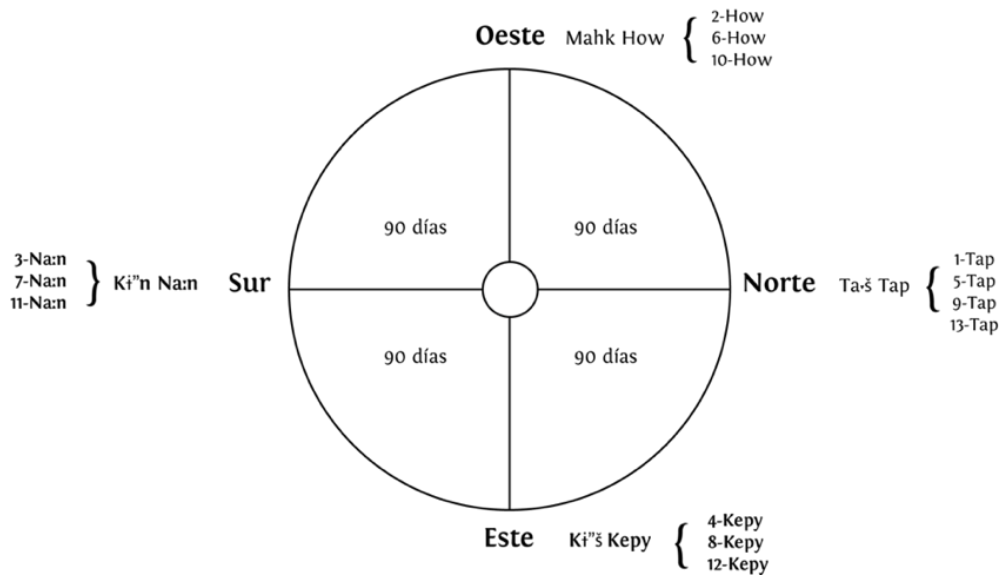 Oeste Mahk How { 2-How
6-How
10-How
90 días 90 días
3-Na:n
7-Na:n
11-Na:n } Kɨ”n Na:n Sur
Norte Ta·š Tap { 1-Tap
5-Tap
9-Tap
13-Tap
90 días 90 días
Este Kɨ”š Kepy { 4-Kepy
8-Kepy
12-Kepy